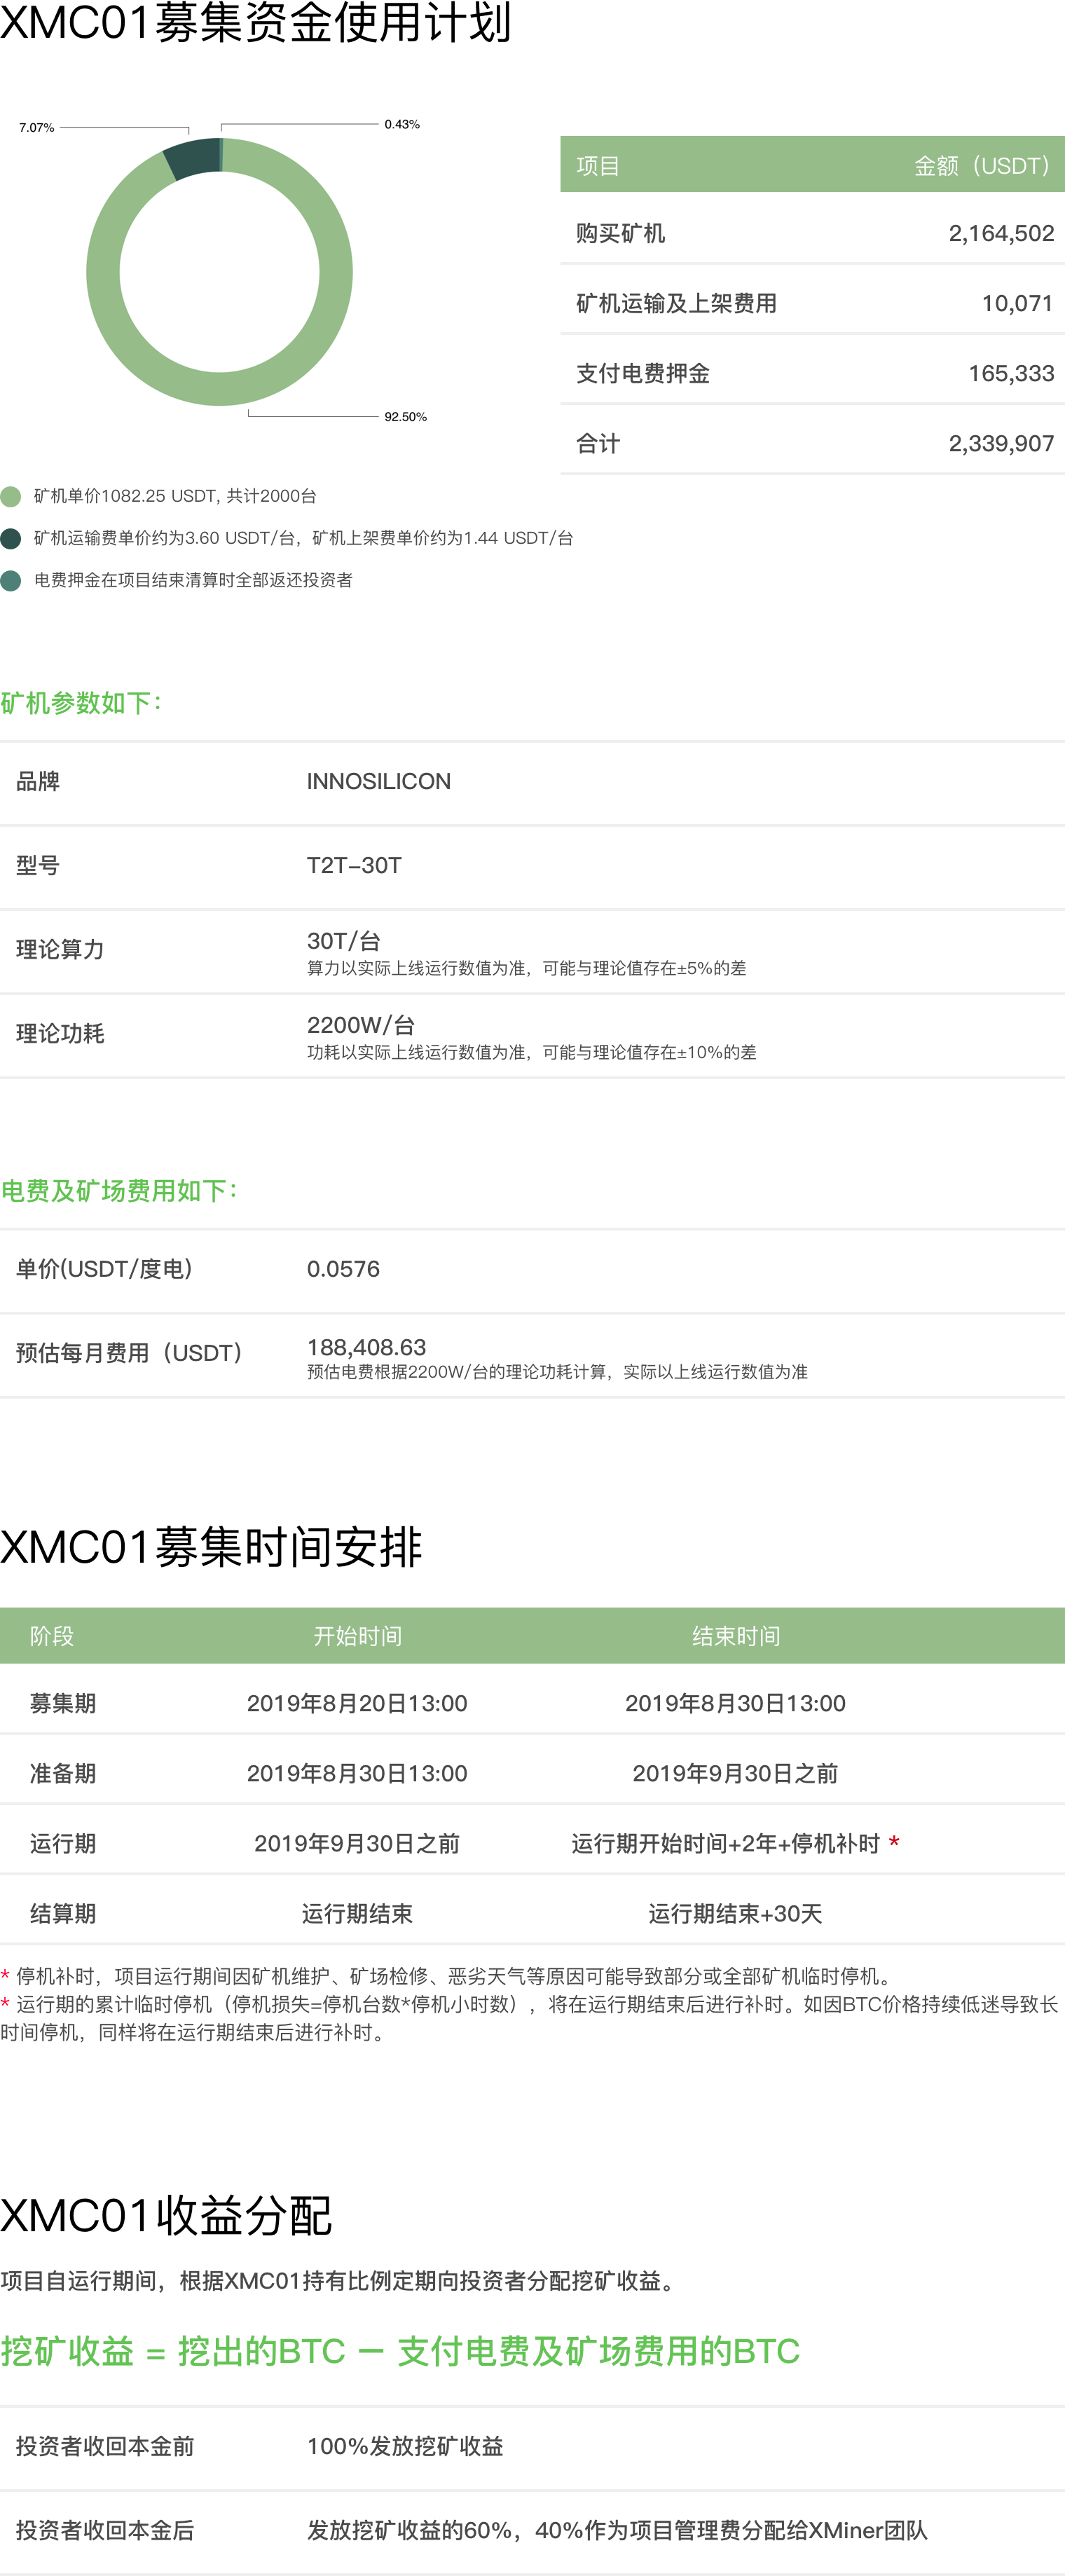 XMC01募集资金使用计划
7.07%
0.43%
92.50%
项目 金额（USDT）
购买矿机 2,164,502
矿机运输及上架费用 10,071
支付电费押金 165,333
合计 2,339,907
矿机单价1082.25 USDT, 共计2000台
矿机运输费单价约为3.60 USDT/台，矿机上架费单价约为1.44 USDT/台
电费押金在项目结束清算时全部返还投资者
矿机参数如下：
品牌 INNOSILICON
型号 T2T-30T
理论算力 30T/台
算力以实际上线运行数值为准，可能与理论值存在±5%的差
理论功耗 2200W/台
功耗以实际上线运行数值为准，可能与理论值存在±10%的差
电费及矿场费用如下：
单价(USDT/度电) 0.0576
预估每月费用（USDT） 188,408.63
预估电费根据2200W/台的理论功耗计算，实际以上线运行数值为准
XMC01募集时间安排
阶段 开始时间 结束时间
募集期 2019年8月20日13:00 2019年8月30日13:00
准备期 2019年8月30日13:00 2019年9月30日之前
运行期 2019年9月30日之前 运行期开始时间+2年+停机补时 *
结算期 运行期结束 运行期结束+30天
* 停机补时，项目运行期间因矿机维护、矿场检修、恶劣天气等原因可能导致部分或全部矿机临时停机。
* 运行期的累计临时停机（停机损失=停机台数*停机小时数），将在运行期结束后进行补时。如因BTC价格持续低迷导致长
时间停机，同样将在运行期结束后进行补时。
XMC01收益分配
项目自运行期间，根据XMC01持有比例定期向投资者分配挖矿收益。
挖矿收益 = 挖出的BTC － 支付电费及矿场费用的BTC
投资者收回本金前 100%发放挖矿收益
投资者收回本金后 发放挖矿收益的60%，40%作为项目管理费分配给XMiner团队